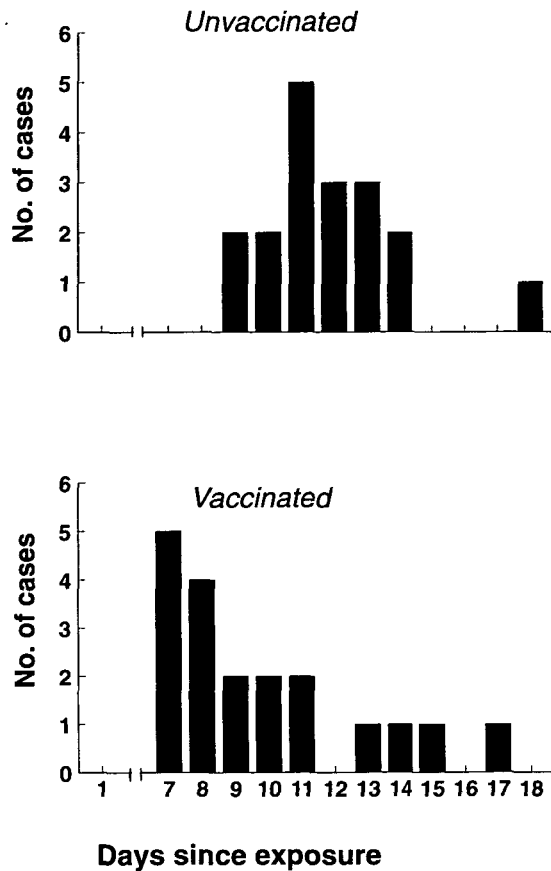 Unvaccinated
No. of cases
6
5
4
3
2
1
0
Vaccinated
No. of cases
6
5
4
3
2
1
0
1 7 8 9 10 11 12 13 14 15 16 17 18
Days since exposure